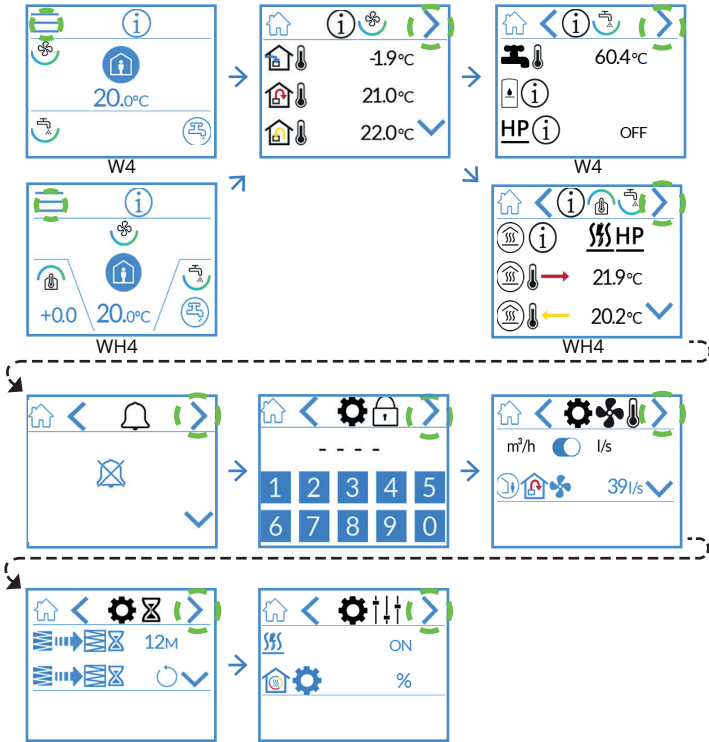 20.0°C
W4
-1.9°C
21.0°C
22.0°C
60.4°C
HP OFF
W4
+0.0 20.0°C
WH4
HP
21.9°C
20.2°C
WH4
- - - -
1 2 3 4 5
6 7 8 9 0
m³/h l/s
39 l/s
12M
ON
%